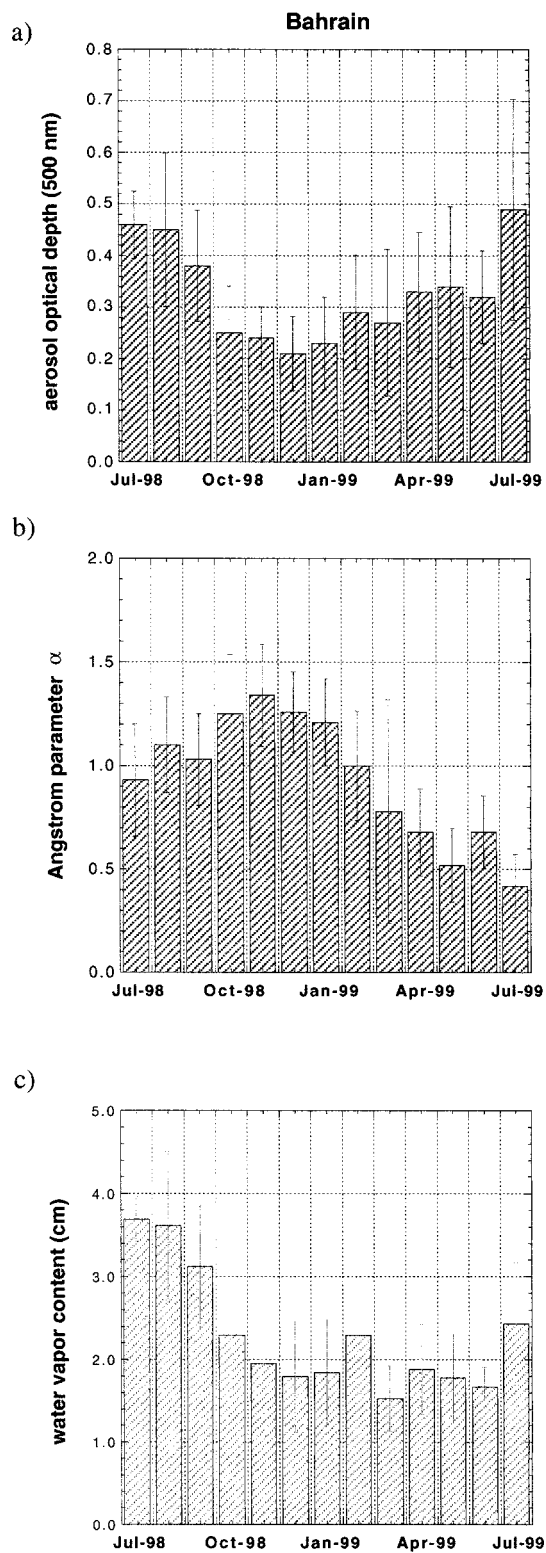 Bahrain
a)
aerosol optical depth (500 nm)
0.8
0.7
0.6
0.5
0.4
0.3
0.2
0.1
0.0
Jul-98 Oct-98 Jan-99 Apr-99 Jul-99
b)
Angstrom parameter α
2.0
1.5
1.0
0.5
0.0
Jul-98 Oct-98 Jan-99 Apr-99 Jul-99
c)
water vapor content (cm)
5.0
4.0
3.0
2.0
1.0
0.0
Jul-98 Oct-98 Jan-99 Apr-99 Jul-99